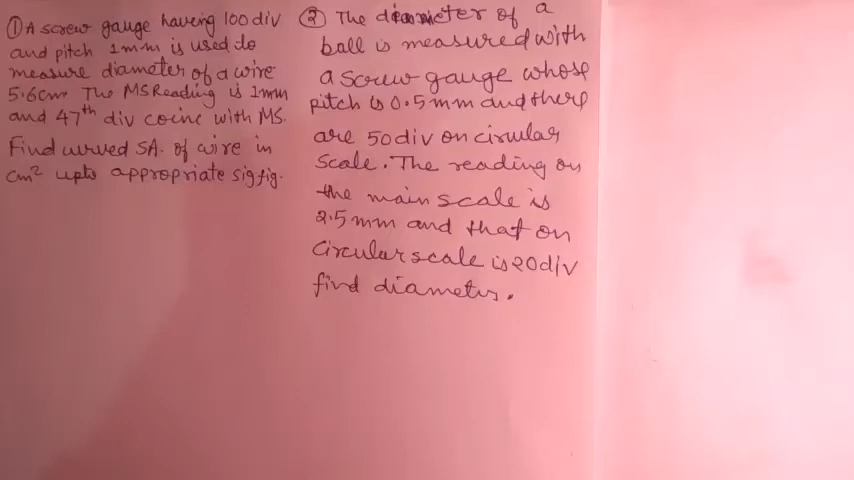 ① A screw gauge having 100 div
and pitch 1mm is used to
measure diameter of a wire
5.6cm. The MS Reading is 1mm
and 47th div coinc with MS.
Find curved SA. of wire in
cm² upto appropriate sig fig.
② The diameter of a
ball is measured with
a screw gauge whose
pitch is 0.5mm and there
are 50 div on cirular
scale. The reading on
the main scale is
2.5mm and that on
Circular scale is 20 div
find diameter.